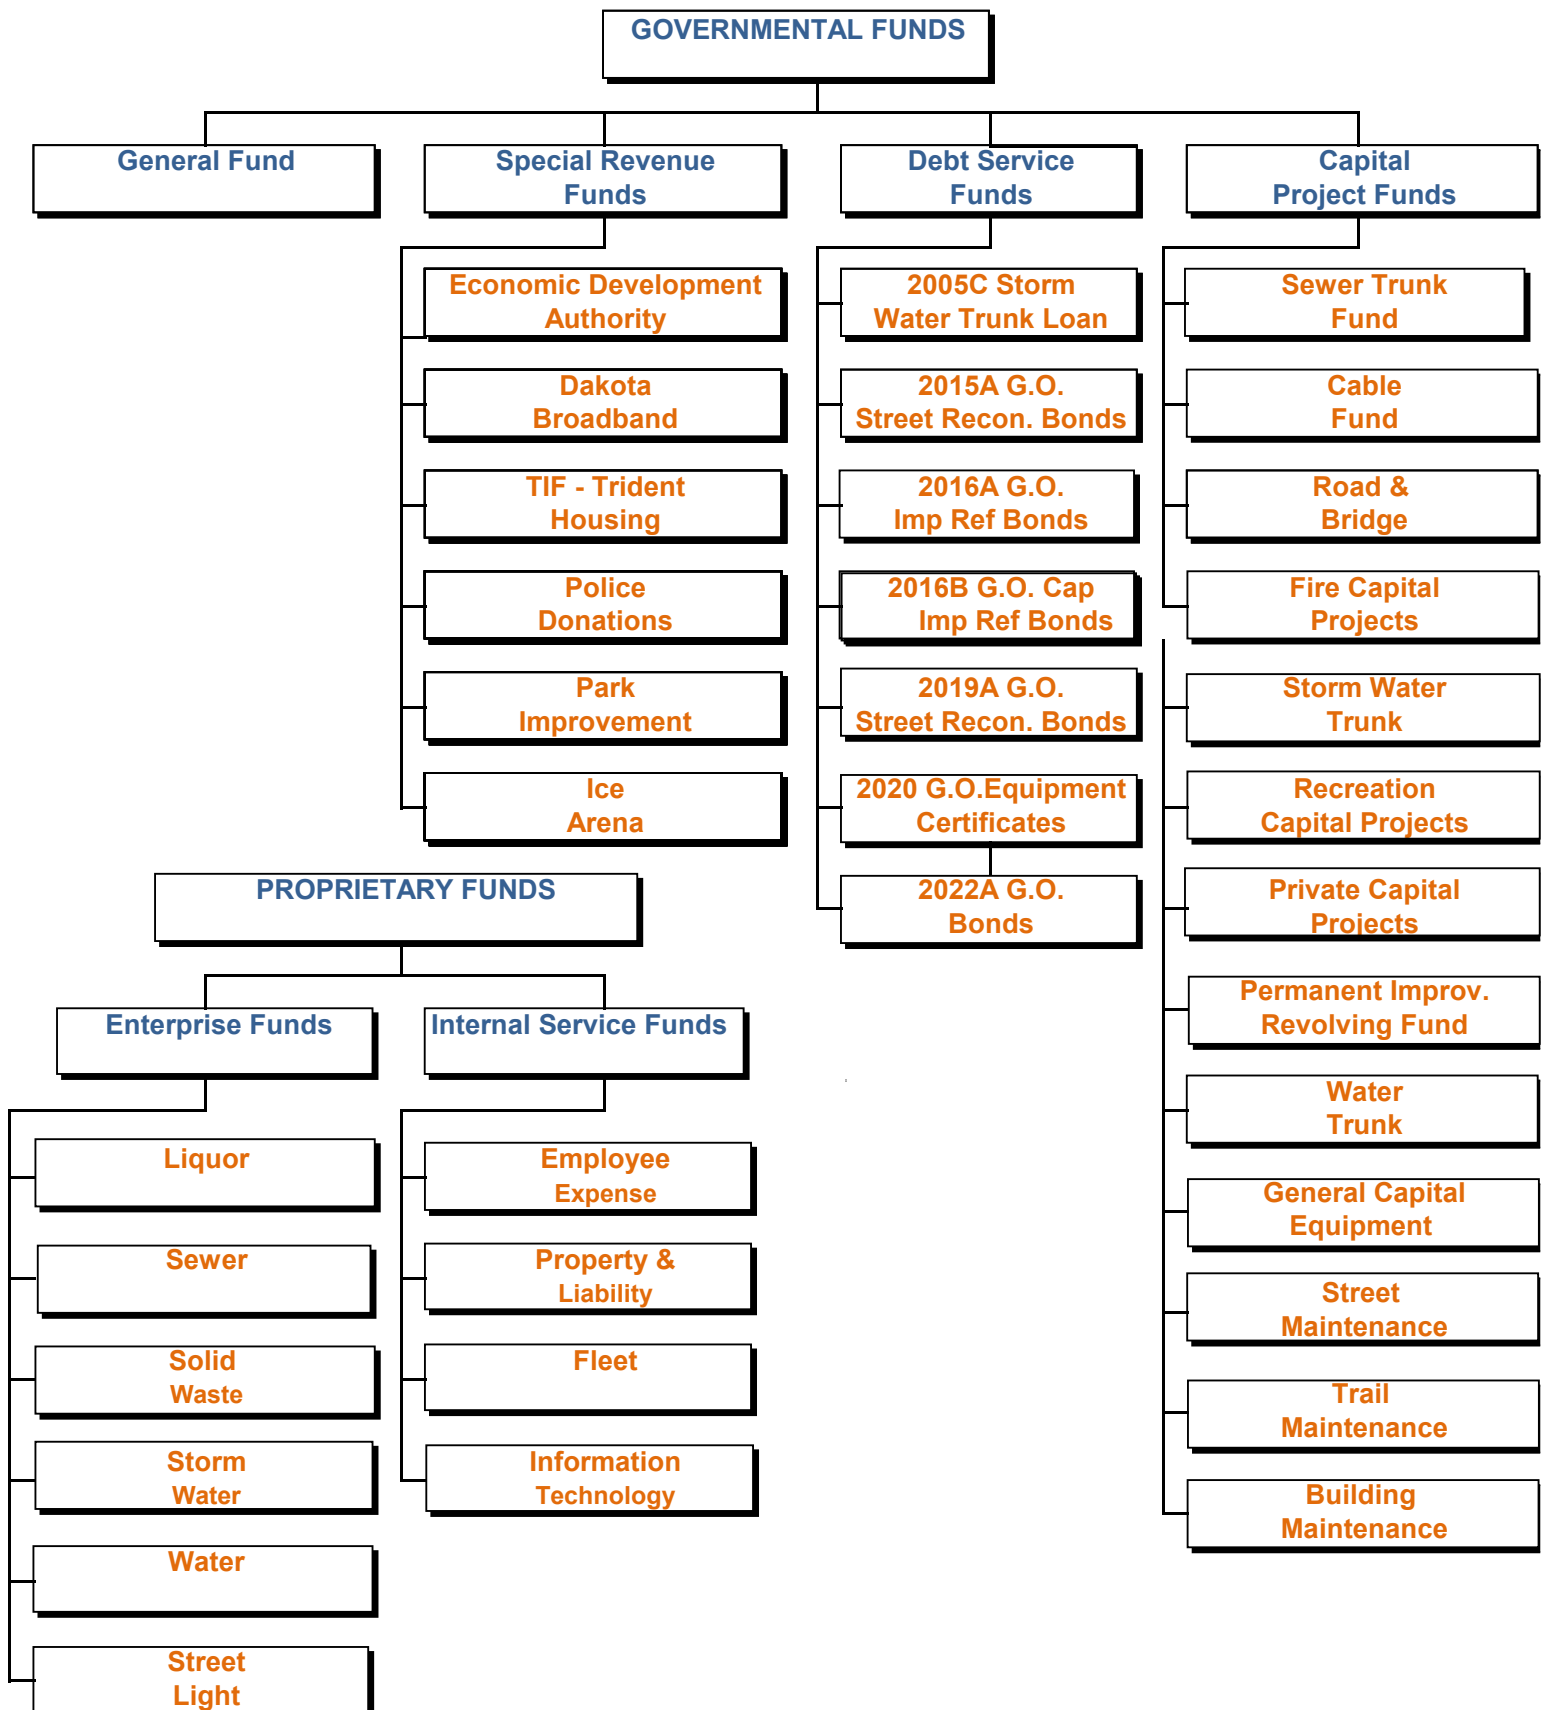 GOVERNMENTAL FUNDS
General Fund
Special Revenue
Funds
Economic Development
Authority
Dakota
Broadband
TIF - Trident
Housing
Police
Donations
Park
Improvement
Ice
Arena
Debt Service
Funds
2005C Storm
Water Trunk Loan
2015A G.O.
Street Recon. Bonds
2016A G.O.
Imp Ref Bonds
2016B G.O. Cap
Imp Ref Bonds
2019A G.O.
Street Recon. Bonds
2020 G.O.Equipment
Certificates
2022A G.O.
Bonds
Capital
Project Funds
Sewer Trunk
Fund
Cable
Fund
Road &
Bridge
Fire Capital
Projects
Storm Water
Trunk
Recreation
Capital Projects
Private Capital
Projects
Permanent Improv.
Revolving Fund
Water
Trunk
General Capital
Equipment
Street
Maintenance
Trail
Maintenance
Building
Maintenance
PROPRIETARY FUNDS
Enterprise Funds
Liquor
Sewer
Solid
Waste
Storm
Water
Water
Street
Light
Internal Service Funds
Employee
Expense
Property &
Liability
Fleet
Information
Technology